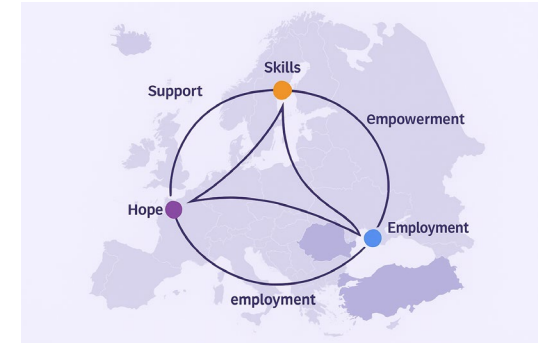 Skills
Support
empowerment
Hope
Employment
employment